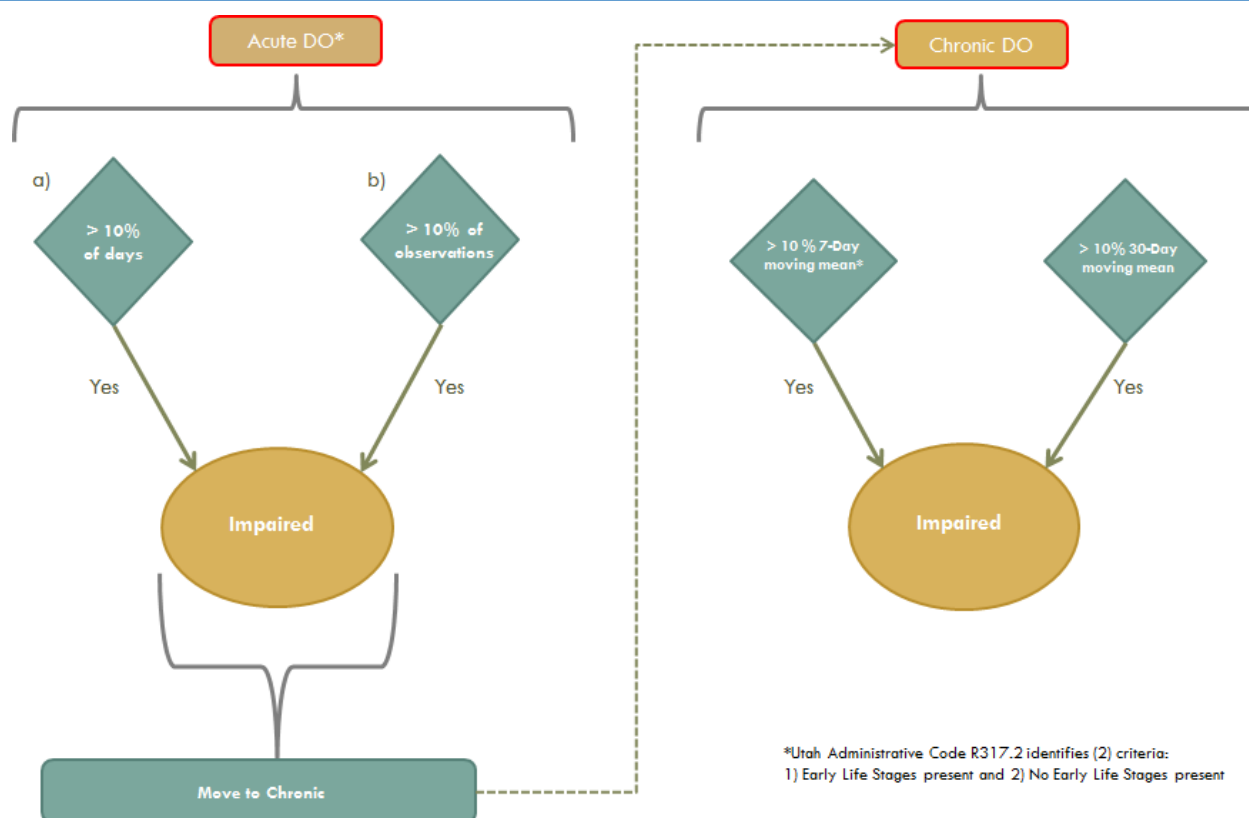 Acute DO*
Chronic DO
a)
> 10%
of days
b)
> 10% of
observations
> 10 % 7-Day
moving mean*
> 10% 30-Day
moving mean
Yes
Yes
Yes
Yes
Impaired
Impaired
Move to Chronic
*Utah Administrative Code R317.2 identifies (2) criteria:
1) Early Life Stages present and 2) No Early Life Stages present